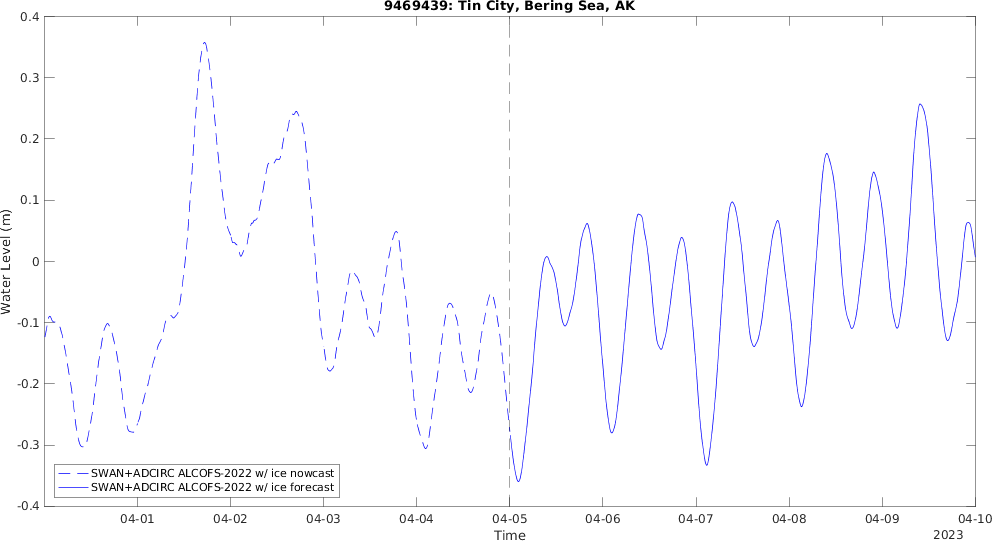 9469439: Tin City, Bering Sea, AK
0.4
0.3
0.2
0.1
0
-0.1
-0.2
-0.3
-0.4
Water Level (m)
SWAN+ADCIRC ALCOFS-2022 w/ ice nowcast
SWAN+ADCIRC ALCOFS-2022 w/ ice forecast
04-01 04-02 04-03 04-04 04-05 04-06 04-07 04-08 04-09 04-10
Time
2023